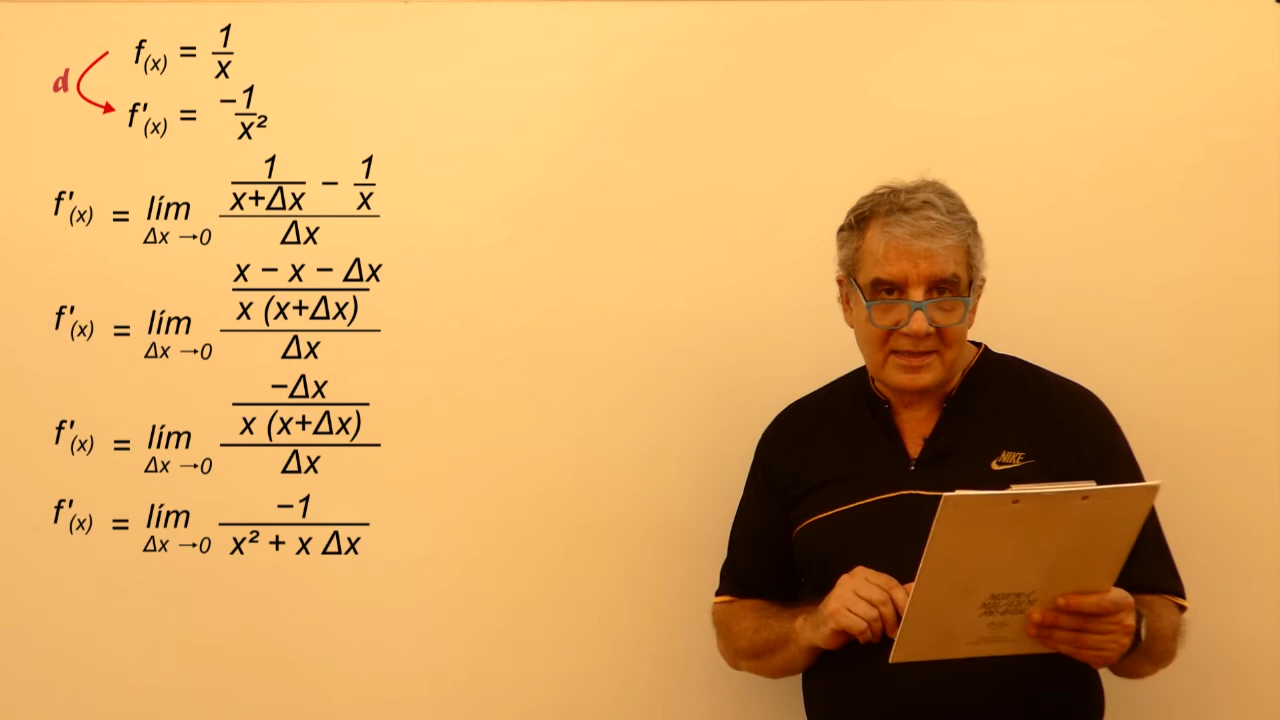 f(x) = 1/x
d
f'(x) = −1/x²
f'(x) = lím Δx→0 (1/(x+Δx) − 1/x)/Δx
f'(x) = lím Δx→0 ((x − x − Δx)/(x (x+Δx)))/Δx
f'(x) = lím Δx→0 (−Δx/(x (x+Δx)))/Δx
f'(x) = lím Δx→0 −1/(x² + x Δx)
NIKE